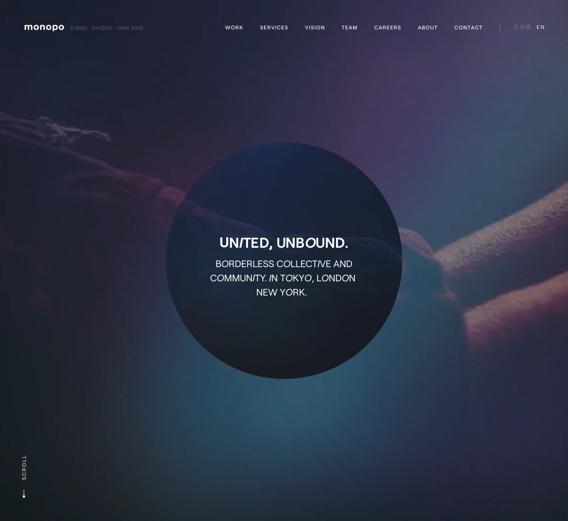 monopo tokyo · london · new york
WORK SERVICES VISION TEAM CAREERS ABOUT CONTACT | 日本語 EN
UNITED, UNBOUND.
BORDERLESS COLLECTIVE AND
COMMUNITY. IN TOKYO, LONDON
NEW YORK.
SCROLL